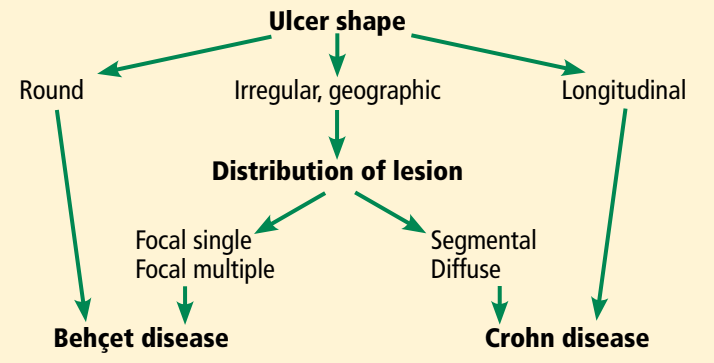 Ulcer shape
Round
Irregular, geographic
Longitudinal
Distribution of lesion
Focal single
Focal multiple
Segmental
Diffuse
Behçet disease
Crohn disease